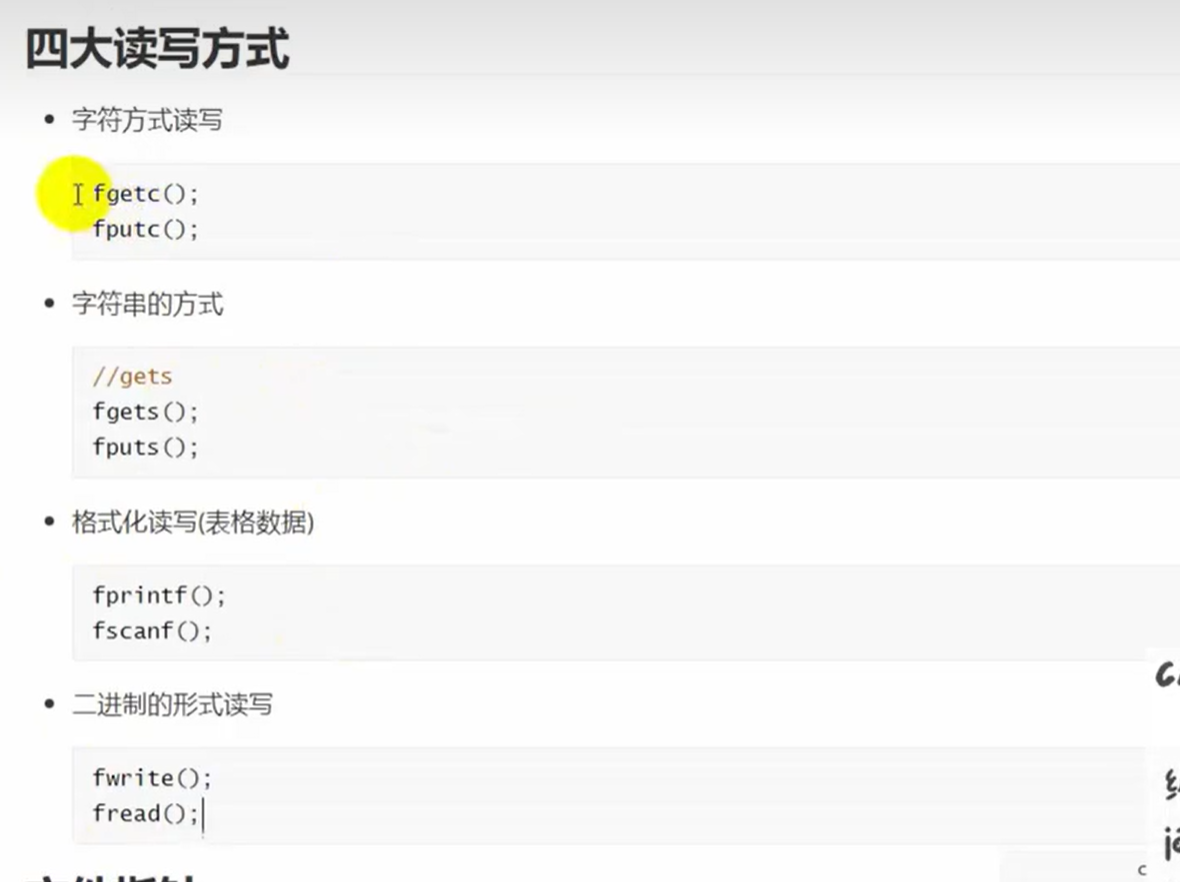 四大读写方式
字符方式读写
fgetc();
fputc();
字符串的方式
//gets
fgets();
fputs();
格式化读写(表格数据)
fprintf();
fscanf();
二进制的形式读写
fwrite();
fread();